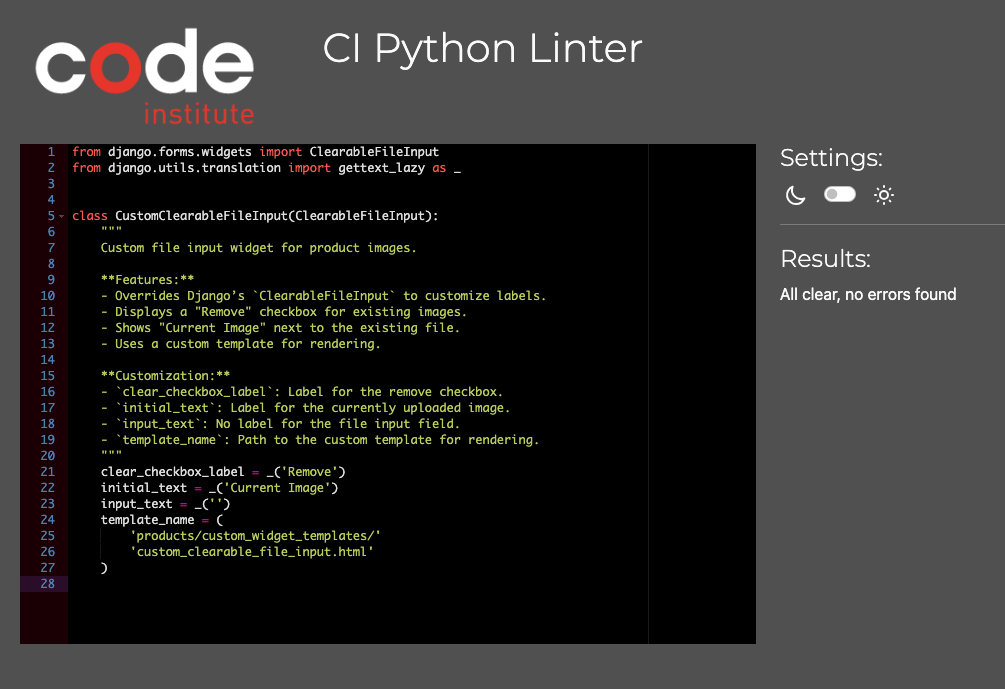 code
institute
CI Python Linter
1 from django.forms.widgets import ClearableFileInput
2 from django.utils.translation import gettext_lazy as _
3
4
5 class CustomClearableFileInput(ClearableFileInput):
6     """
7     Custom file input widget for product images.
8
9     **Features:**
10     - Overrides Django’s `ClearableFileInput` to customize labels.
11     - Displays a "Remove" checkbox for existing images.
12     - Shows "Current Image" next to the existing file.
13     - Uses a custom template for rendering.
14
15     **Customization:**
16     - `clear_checkbox_label`: Label for the remove checkbox.
17     - `initial_text`: Label for the currently uploaded image.
18     - `input_text`: No label for the file input field.
19     - `template_name`: Path to the custom template for rendering.
20     """
21     clear_checkbox_label = _('Remove')
22     initial_text = _('Current Image')
23     input_text = _('')
24     template_name = (
25         'products/custom_widget_templates/'
26         'custom_clearable_file_input.html'
27     )
28
Settings:
Results:
All clear, no errors found